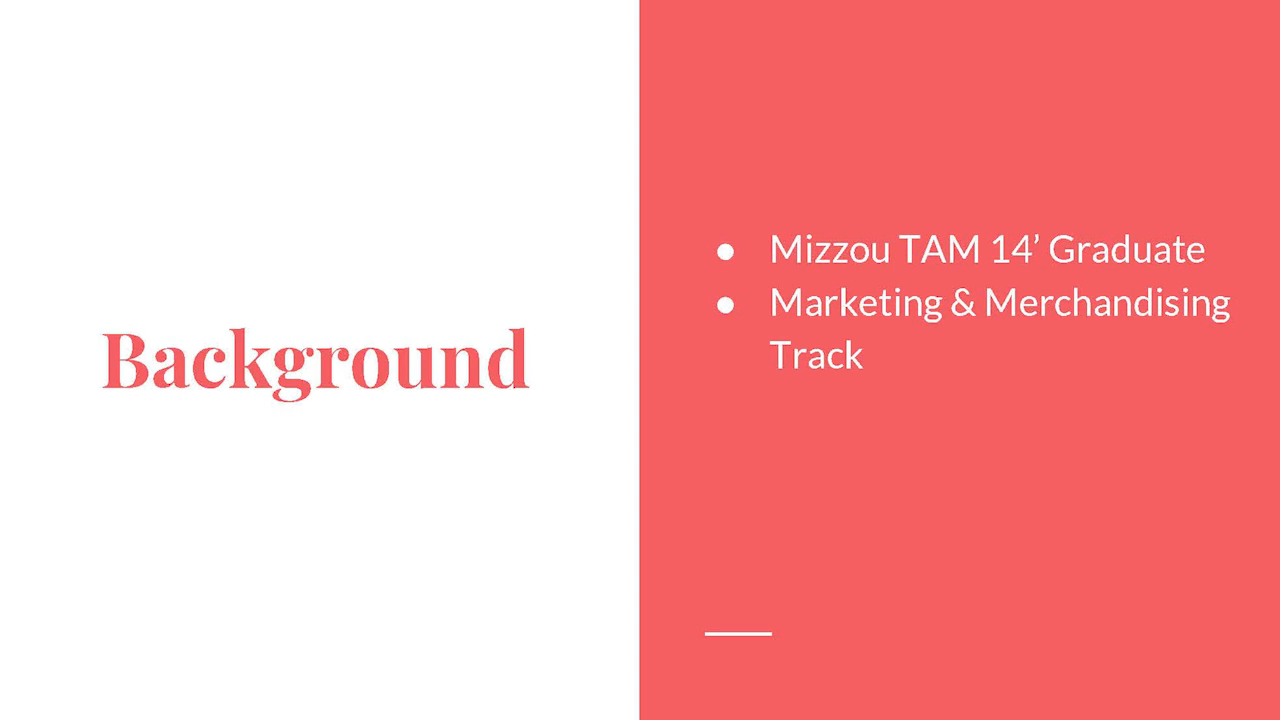 Background
● Mizzou TAM 14’ Graduate
● Marketing & Merchandising
Track